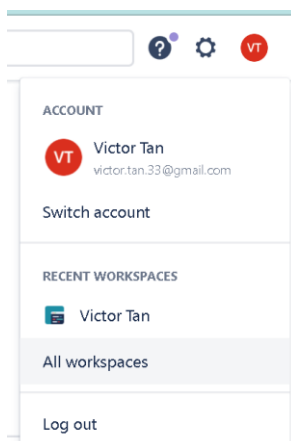 VT
ACCOUNT
VT
Victor Tan
victor.tan.33@gmail.com
Switch account
RECENT WORKSPACES
Victor Tan
All workspaces
Log out